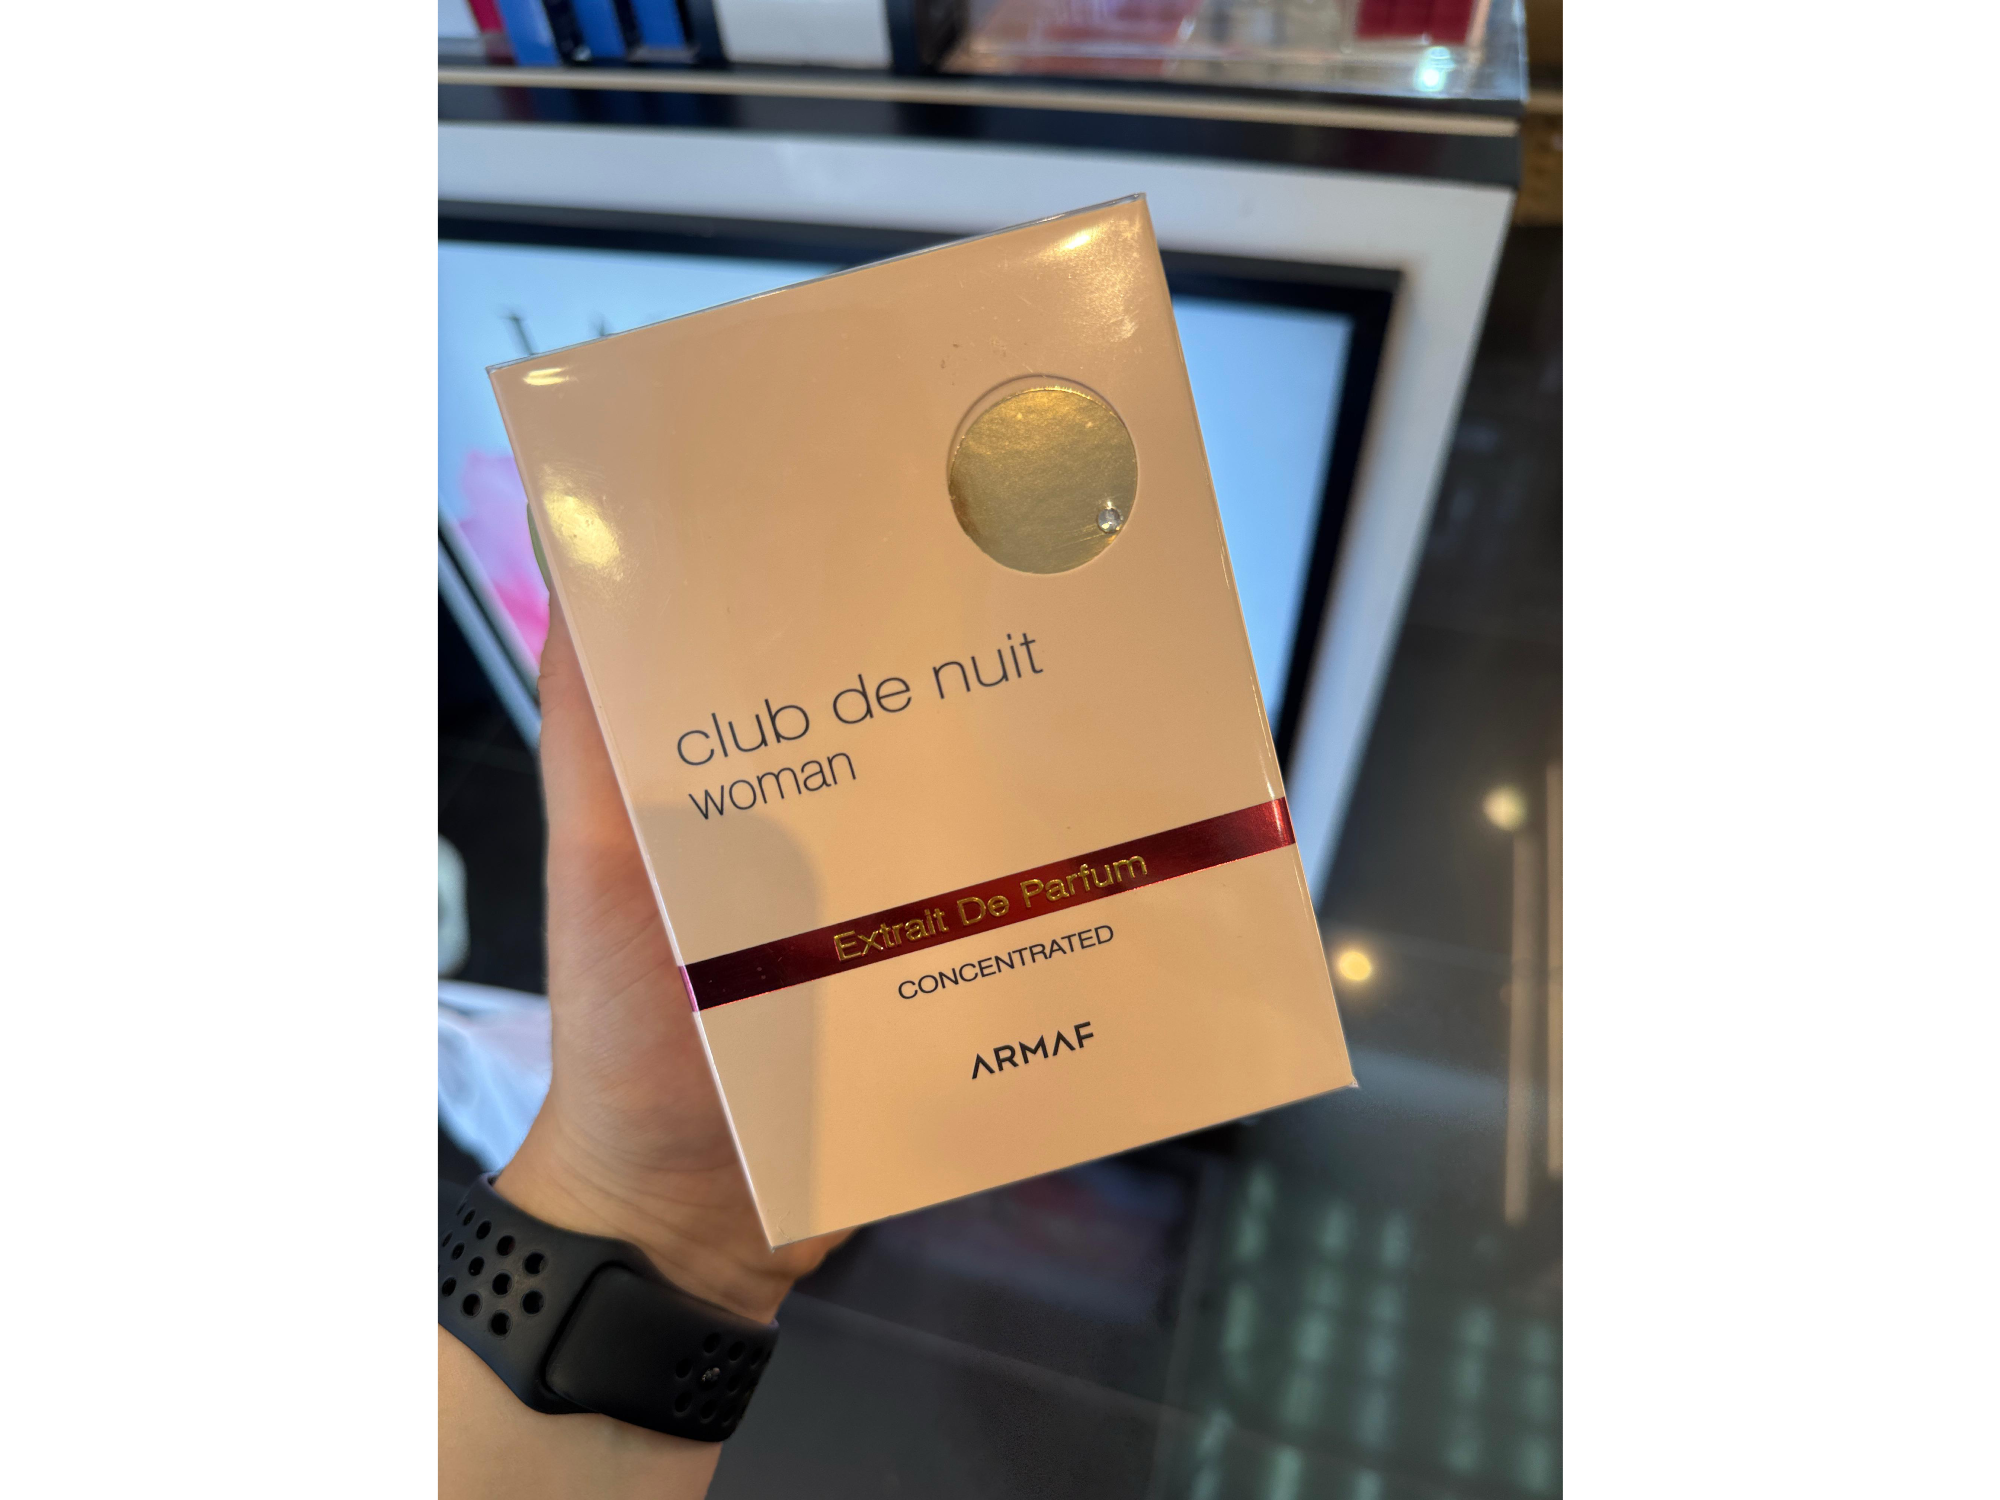 club de nuit
woman
Extrait De Parfum
CONCENTRATED
ARMAF